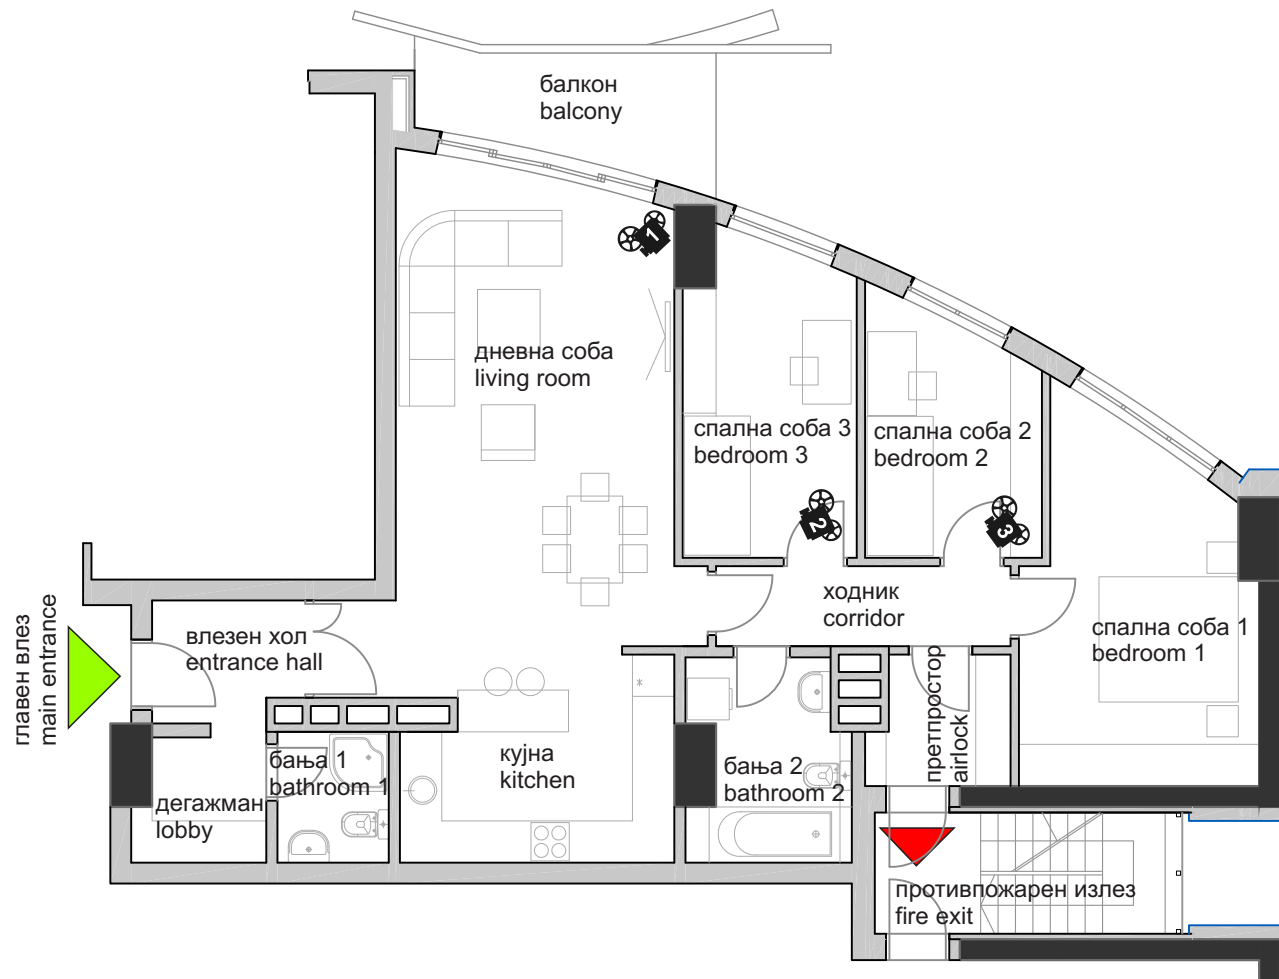 балкон
balcony
дневна соба
living room
спална соба 3
bedroom 3
спална соба 2
bedroom 2
1
2
3
ходник
corridor
спална соба 1
bedroom 1
главен влез
main entrance
влезен хол
entrance hall
претпростор
airlock
кујна
kitchen
бања 1
bathroom 1
бања 2
bathroom 2
дегажман
lobby
противпожарен излез
fire exit